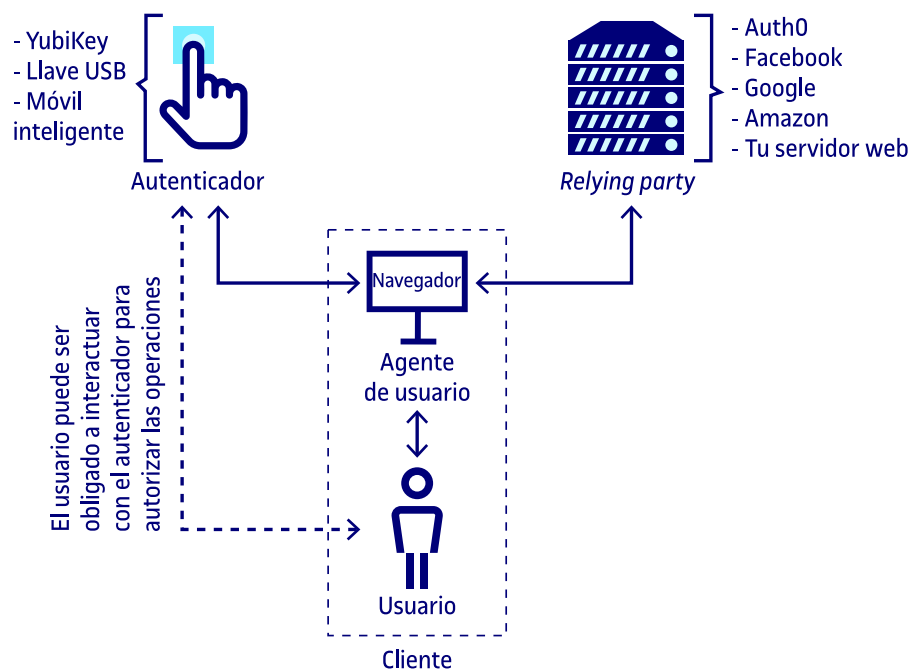 - YubiKey
- Llave USB
- Móvil
inteligente
Autenticador
- Auth0
- Facebook
- Google
- Amazon
- Tu servidor web
Relying party
Navegador
Agente
de usuario
El usuario puede ser
obligado a interactuar
con el autenticador para
autorizar las operaciones
Usuario
Cliente